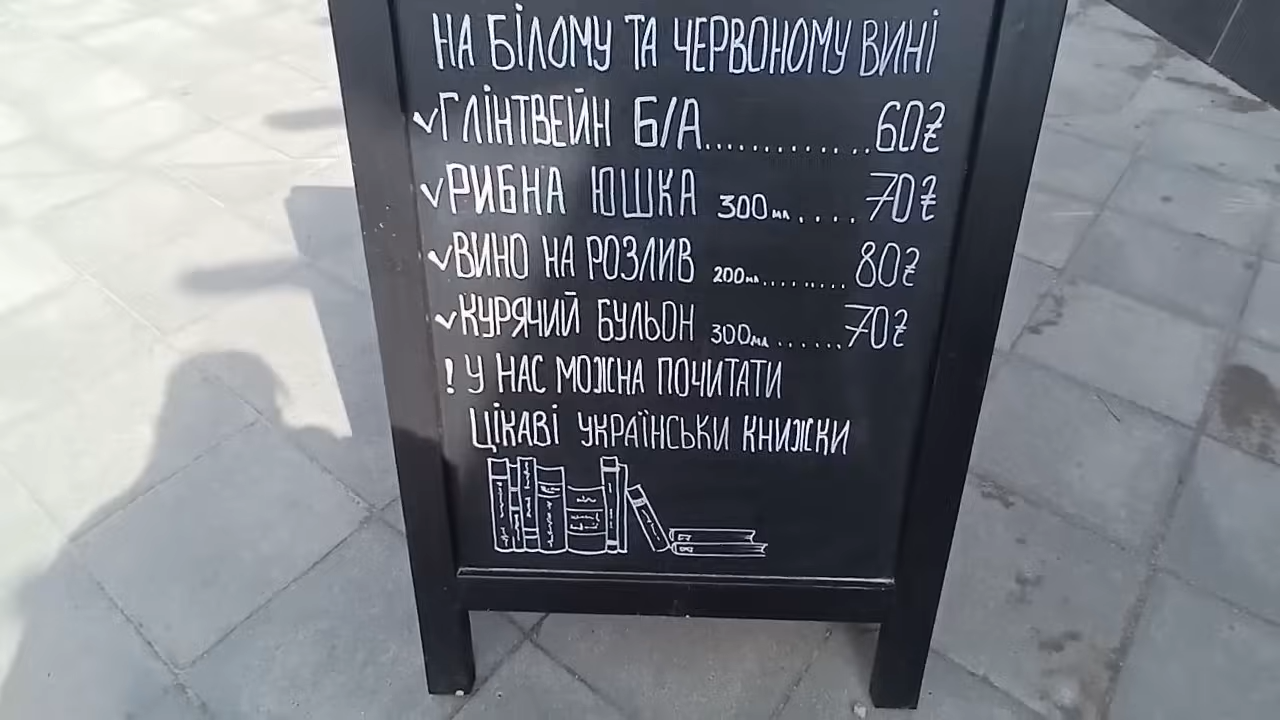 НА БІЛОМУ ТА ЧЕРВОНОМУ ВИНІ
✓ГЛІНТВЕЙН Б/А.............60₴
✓РИБНА ЮШКА 300мл....70₴
✓ВИНО НА РОЗЛИВ 200мл.........80₴
✓КУРЯЧИЙ БУЛЬОН 300мл......70₴
! У НАС МОЖНА ПОЧИТАТИ
ЦІКАВІ УКРАЇНСЬКИ КНИЖКИ